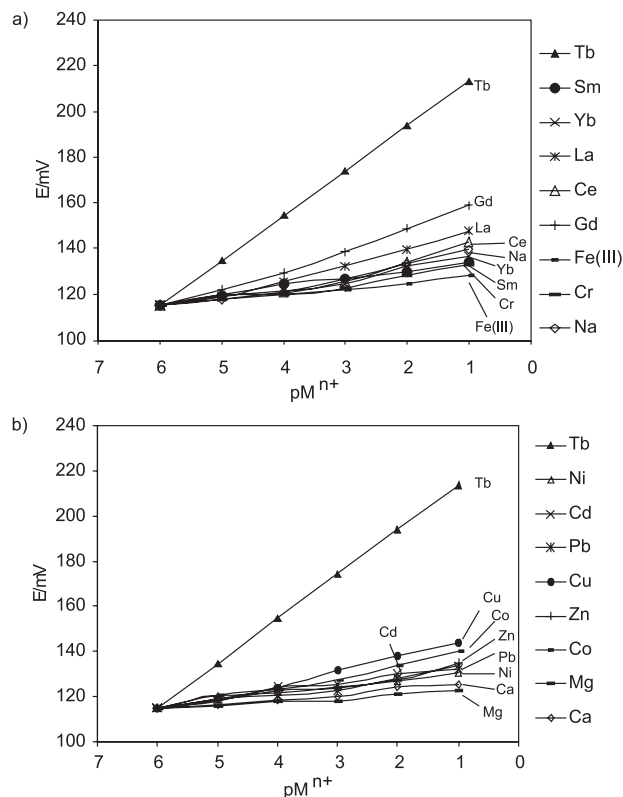 a)
240
220
200
180
160
140
120
100
E/mV
7 6 5 4 3 2 1 0
pM n+
Tb
Gd
La
Ce
Na
Yb
Sm
Cr
Fe(III)
Tb
Sm
Yb
La
Ce
Gd
Fe(III)
Cr
Na
b)
240
220
200
180
160
140
120
100
E/mV
7 6 5 4 3 2 1 0
pM n+
Tb
Cu
Cd
Co
Zn
Pb
Ni
Ca
Mg
Tb
Ni
Cd
Pb
Cu
Zn
Co
Mg
Ca